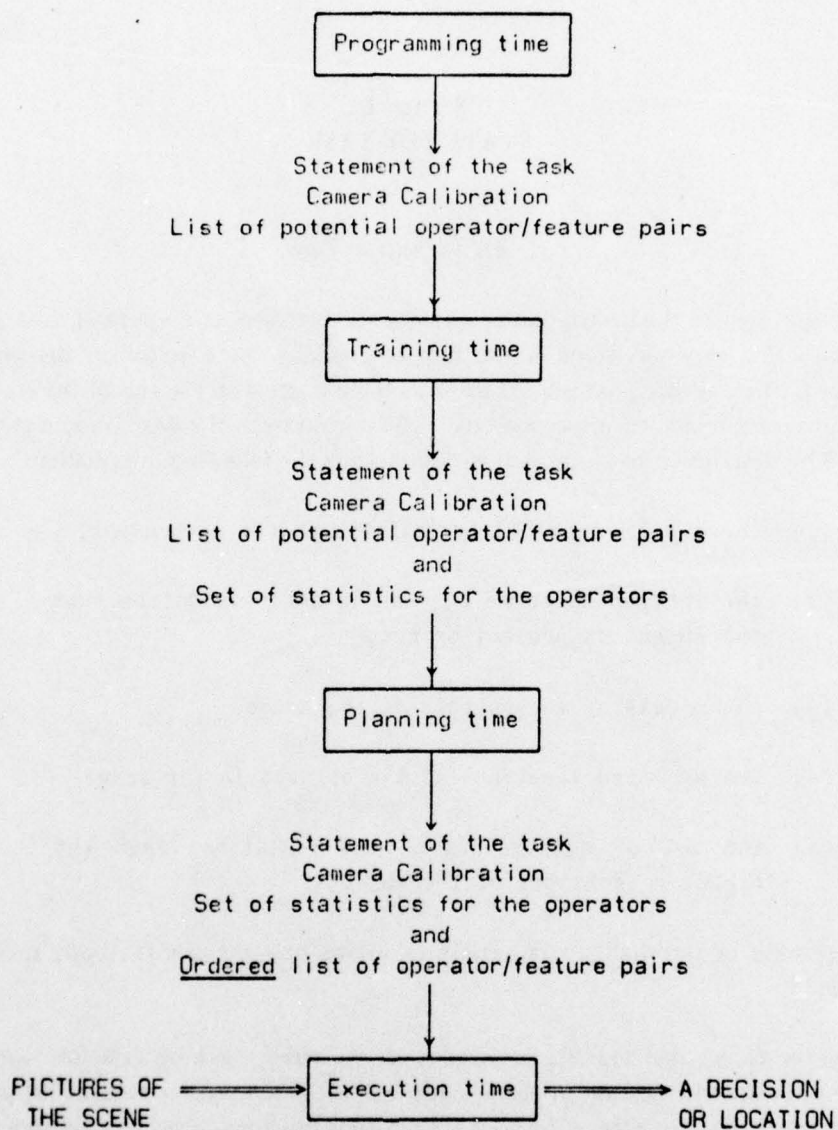 Programming time
Statement of the task
Camera Calibration
List of potential operator/feature pairs
Training time
Statement of the task
Camera Calibration
List of potential operator/feature pairs
and
Set of statistics for the operators
Planning time
Statement of the task
Camera Calibration
Set of statistics for the operators
and
Ordered list of operator/feature pairs
PICTURES OF
THE SCENE
Execution time
A DECISION
OR LOCATION